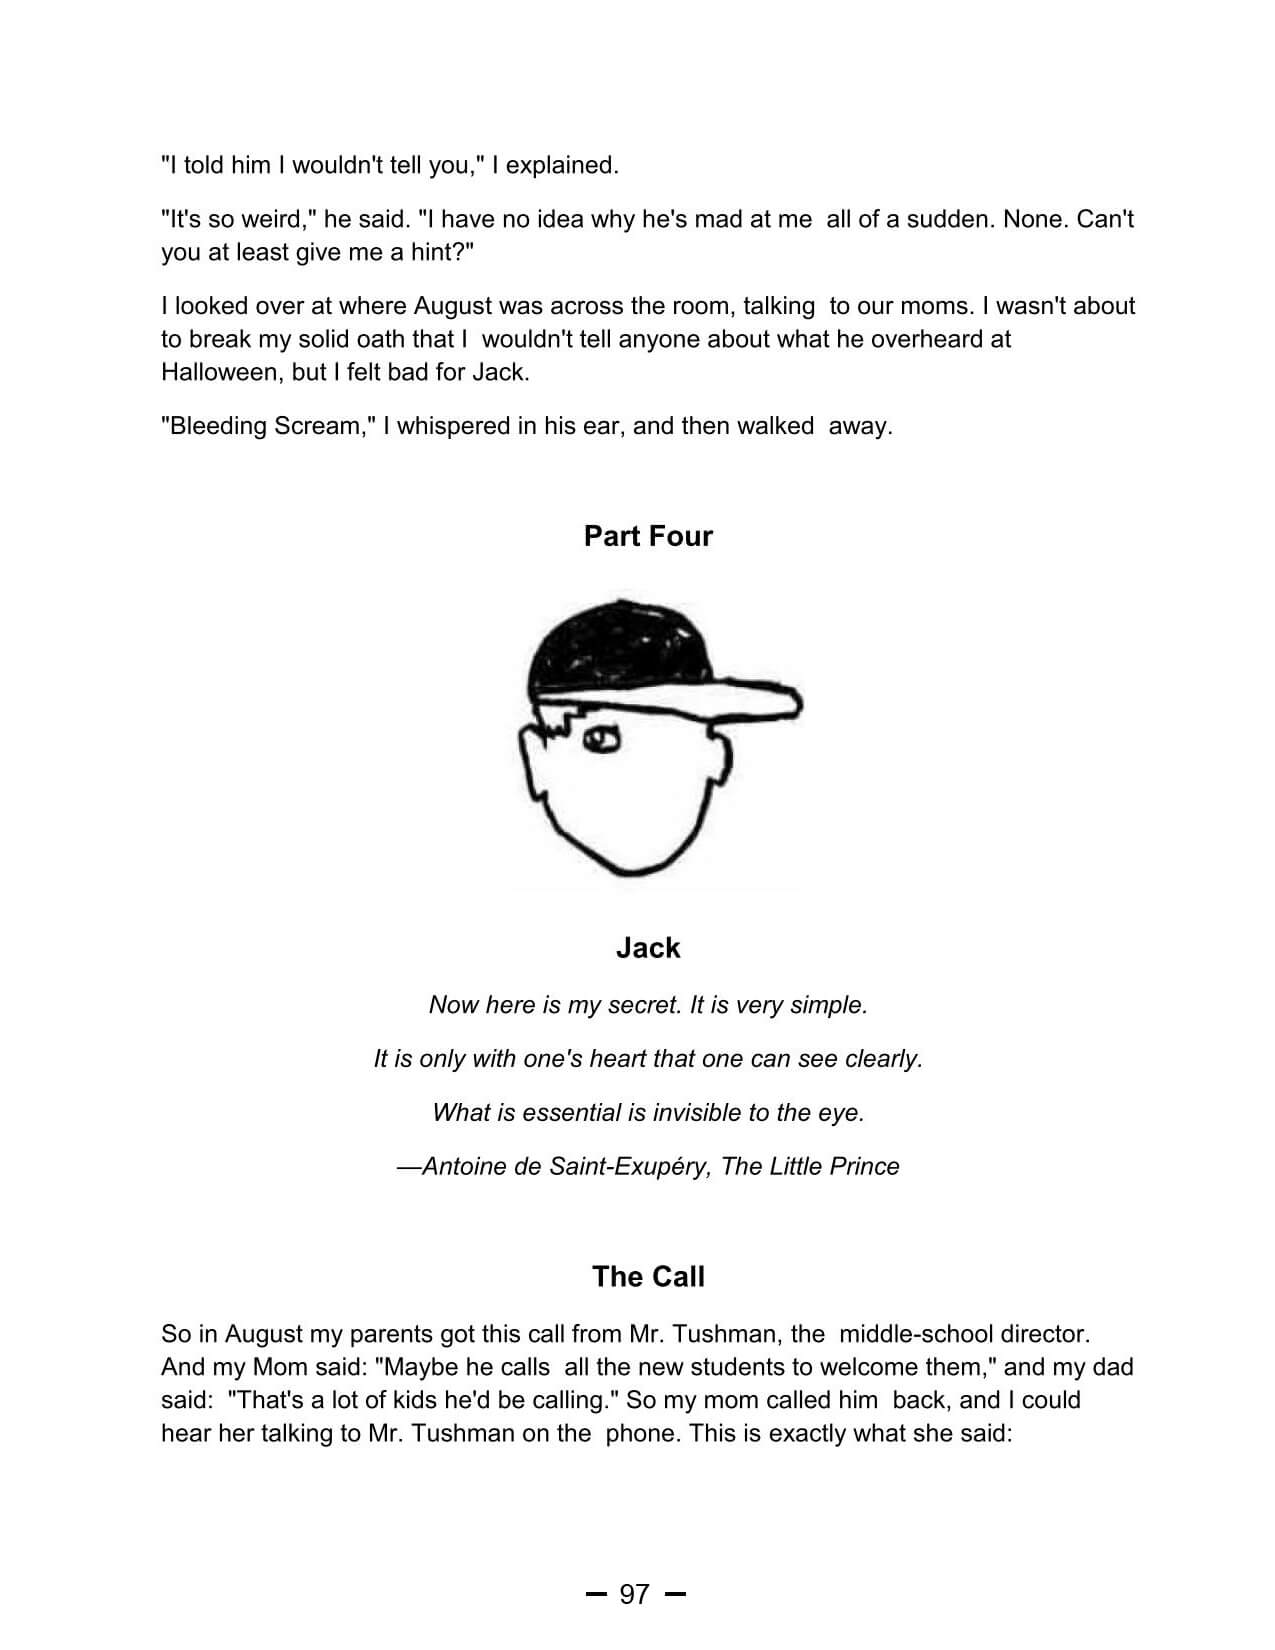 "I told him I wouldn't tell you," I explained.
"It's so weird," he said. "I have no idea why he's mad at me  all of a sudden. None. Can't
you at least give me a hint?"
I looked over at where August was across the room, talking  to our moms. I wasn't about
to break my solid oath that I  wouldn't tell anyone about what he overheard at
Halloween, but I felt bad for Jack.
"Bleeding Scream," I whispered in his ear, and then walked  away.
Part Four
Jack
Now here is my secret. It is very simple.
It is only with one's heart that one can see clearly.
What is essential is invisible to the eye.
—Antoine de Saint-Exupéry, The Little Prince
The Call
So in August my parents got this call from Mr. Tushman, the  middle-school director.
And my Mom said: "Maybe he calls  all the new students to welcome them," and my dad
said:  "That's a lot of kids he'd be calling." So my mom called him  back, and I could
hear her talking to Mr. Tushman on the  phone. This is exactly what she said:
— 97 —